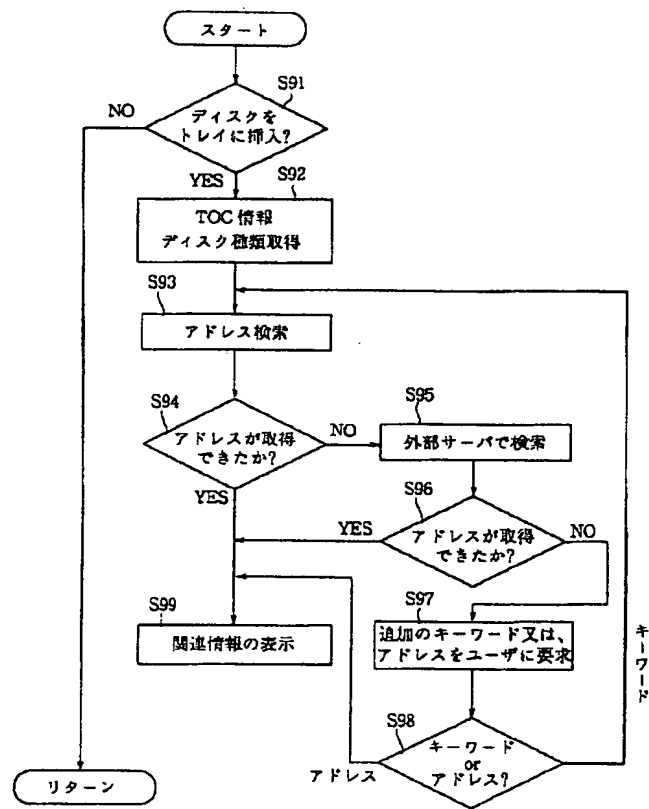 スタート
S91
NO
ディスクを
トレイに挿入?
YES
S92
TOC 情報
ディスク種類取得
S93
アドレス検索
S94
アドレスが取得
できたか?
NO
YES
S95
外部サーバで検索
S96
YES
アドレスが取得
できたか?
NO
S97
追加のキーワード又は、
アドレスをユーザに要求
キーワード
S99
関連情報の表示
S98
キーワード
or
アドレス?
アドレス
リターン